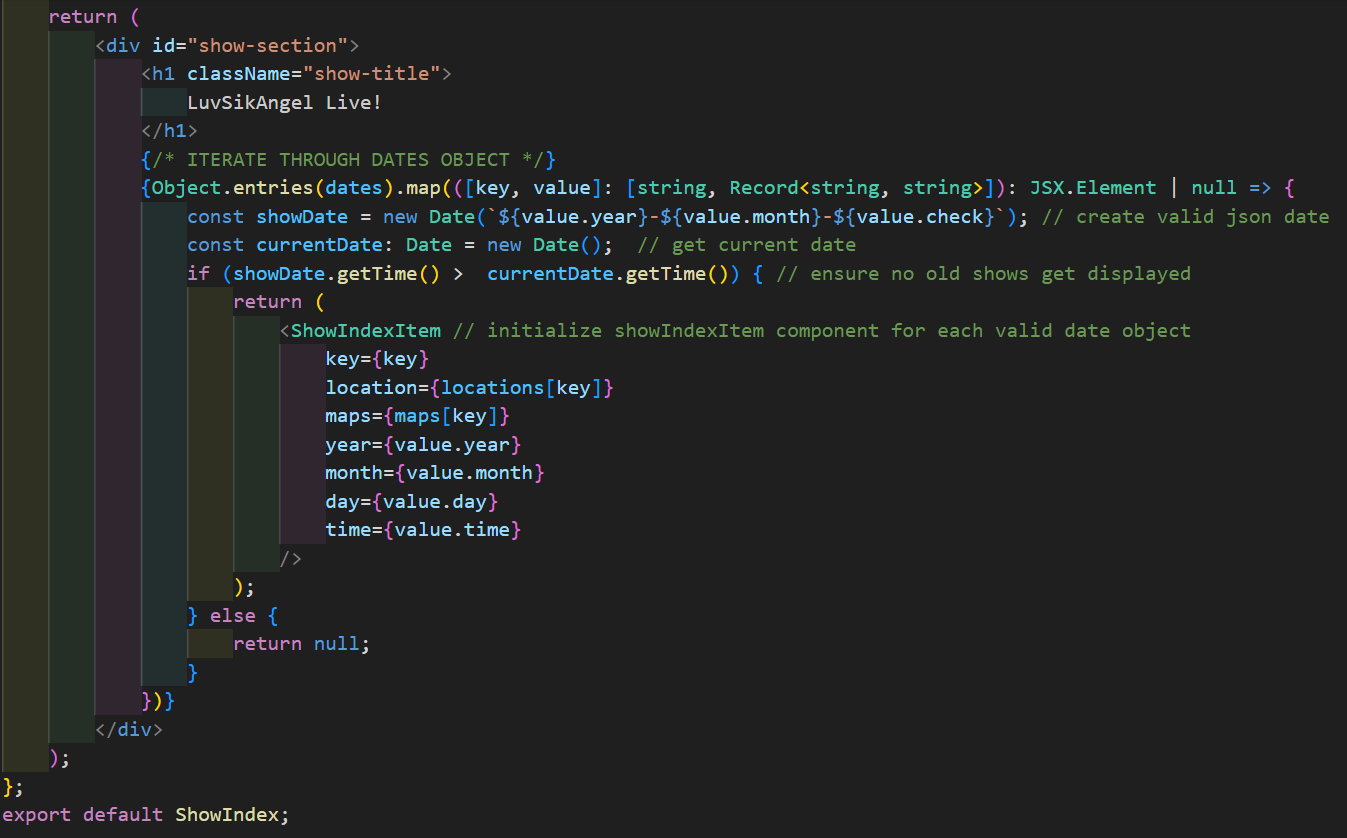 return (
<div id="show-section">
<h1 className="show-title">
LuvSikAngel Live!
</h1>
{/* ITERATE THROUGH DATES OBJECT */}
{Object.entries(dates).map(([key, value]: [string, Record<string, string>]): JSX.Element | null => {
const showDate = new Date(`${value.year}-${value.month}-${value.check}`); // create valid json date
const currentDate: Date = new Date();  // get current date
if (showDate.getTime() >  currentDate.getTime()) { // ensure no old shows get displayed
return (
<ShowIndexItem // initialize showIndexItem component for each valid date object
key={key}
location={locations[key]}
maps={maps[key]}
year={value.year}
month={value.month}
day={value.day}
time={value.time}
/>
);
} else {
return null;
}
})}
</div>
);
};
export default ShowIndex;